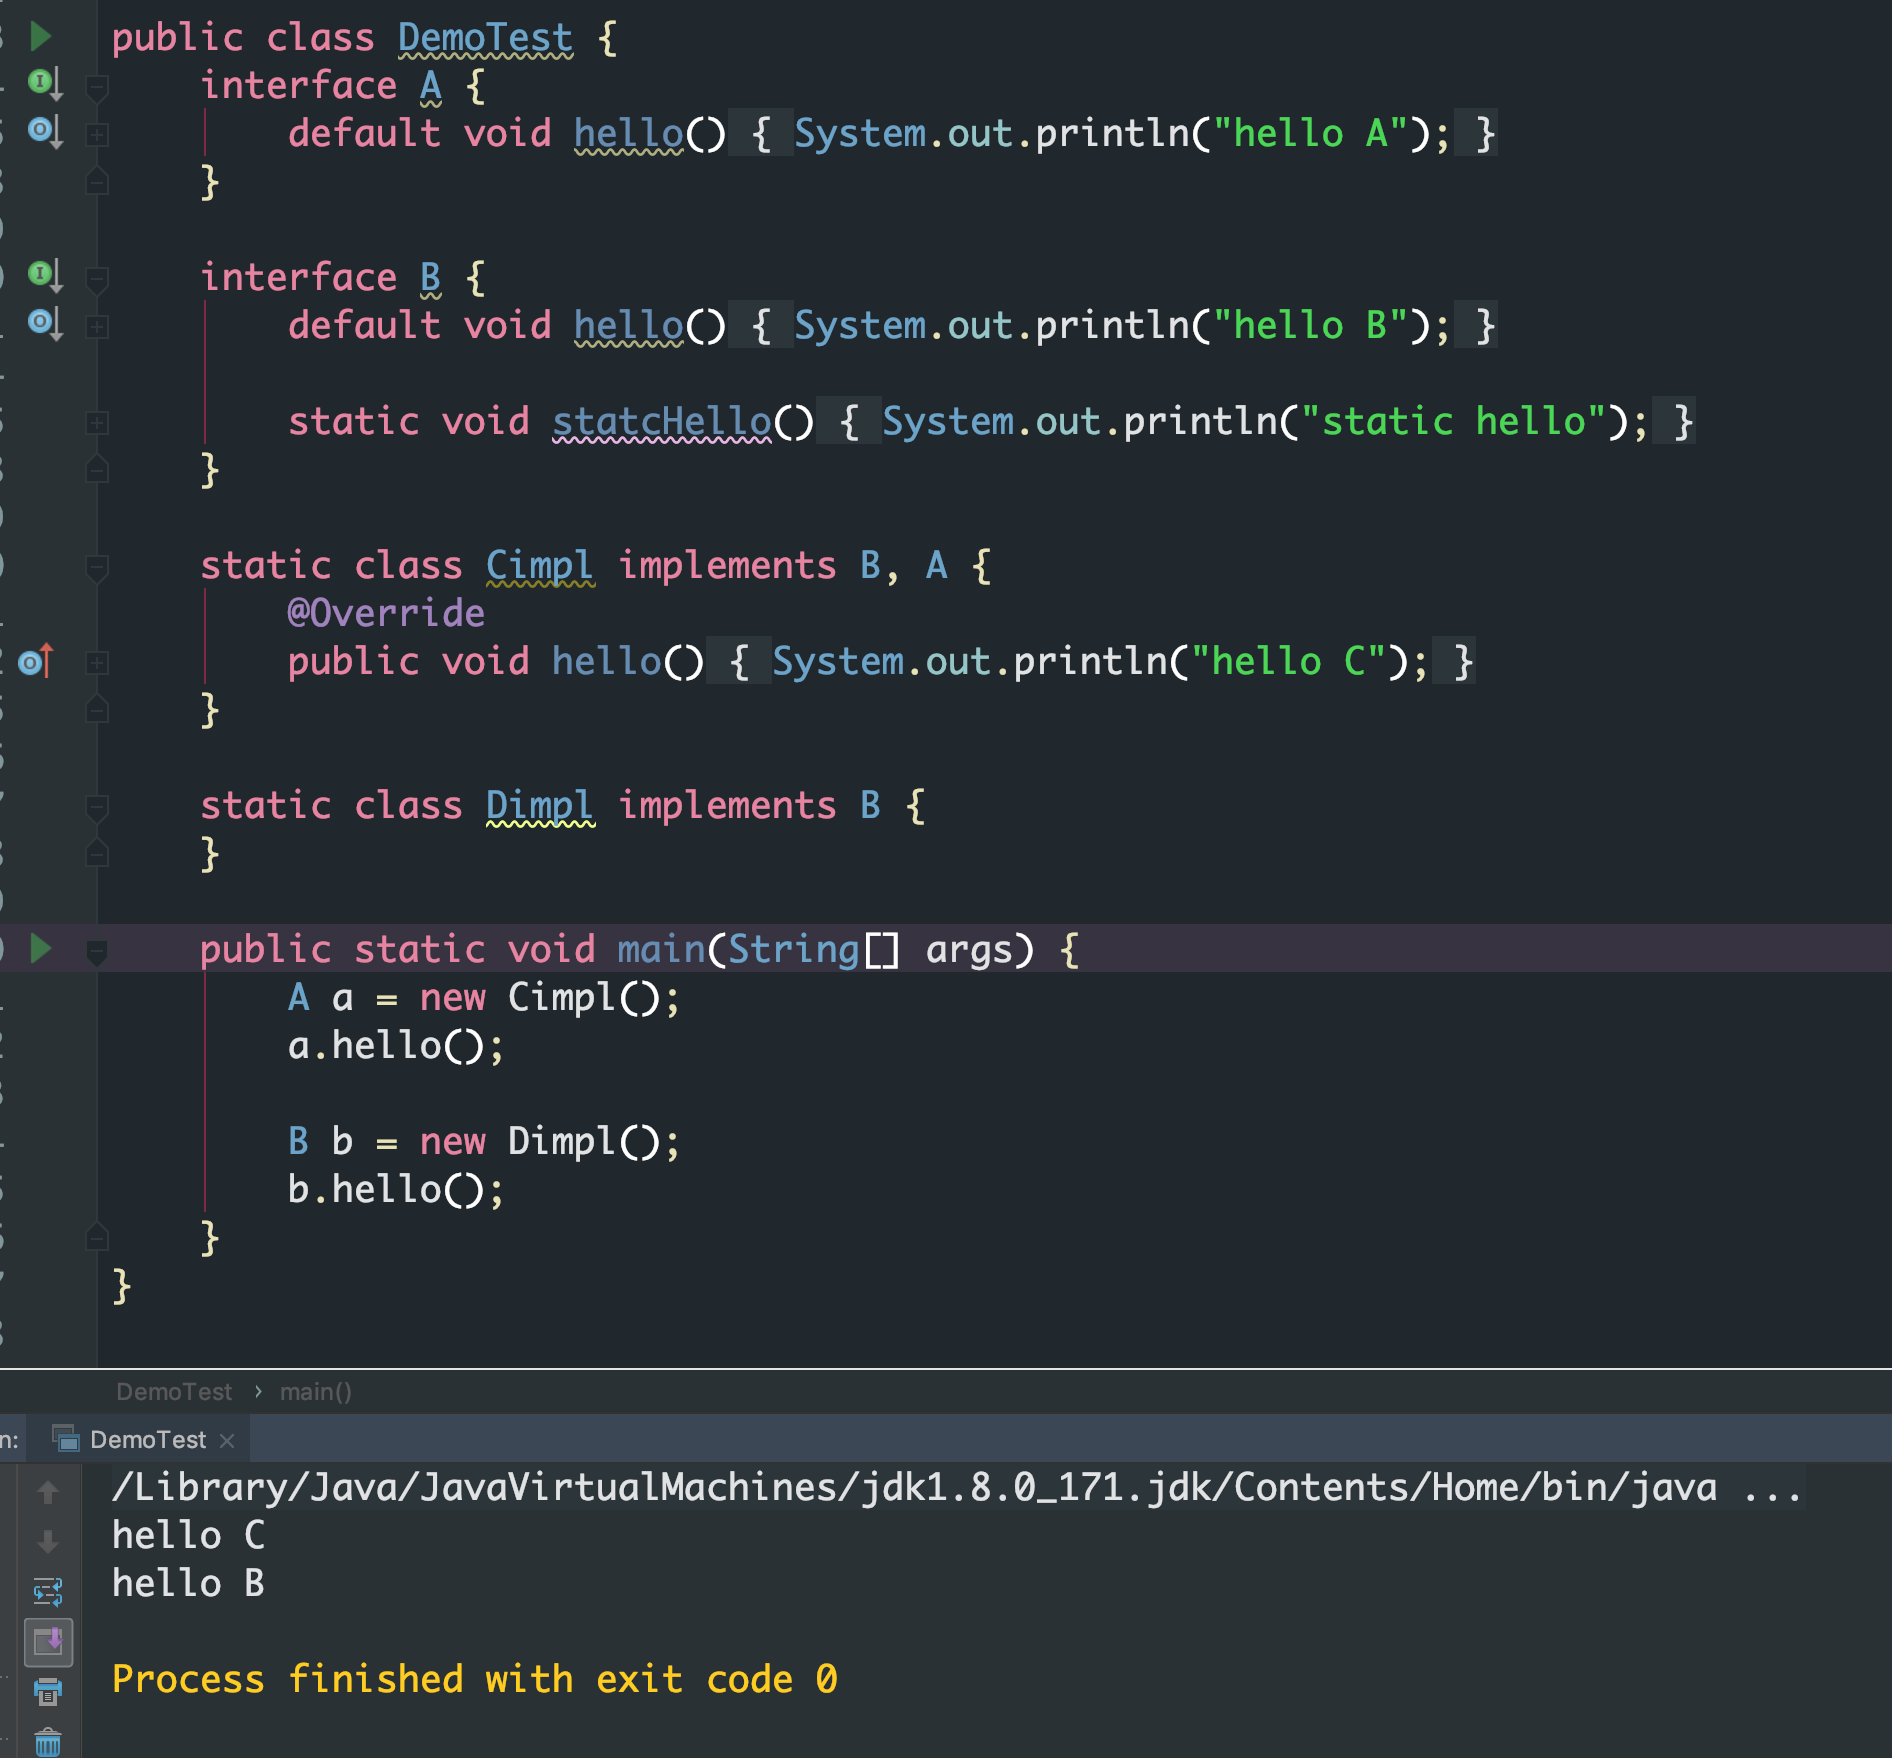 public class DemoTest {
interface A {
default void hello() { System.out.println("hello A"); }
}
interface B {
default void hello() { System.out.println("hello B"); }
static void statcHello() { System.out.println("static hello"); }
}
static class Cimpl implements B, A {
@Override
public void hello() { System.out.println("hello C"); }
}
static class Dimpl implements B {
}
public static void main(String[] args) {
A a = new Cimpl();
a.hello();
B b = new Dimpl();
b.hello();
}
}
DemoTest › main()
n: DemoTest ×
/Library/Java/JavaVirtualMachines/jdk1.8.0_171.jdk/Contents/Home/bin/java ...
hello C
hello B
Process finished with exit code 0